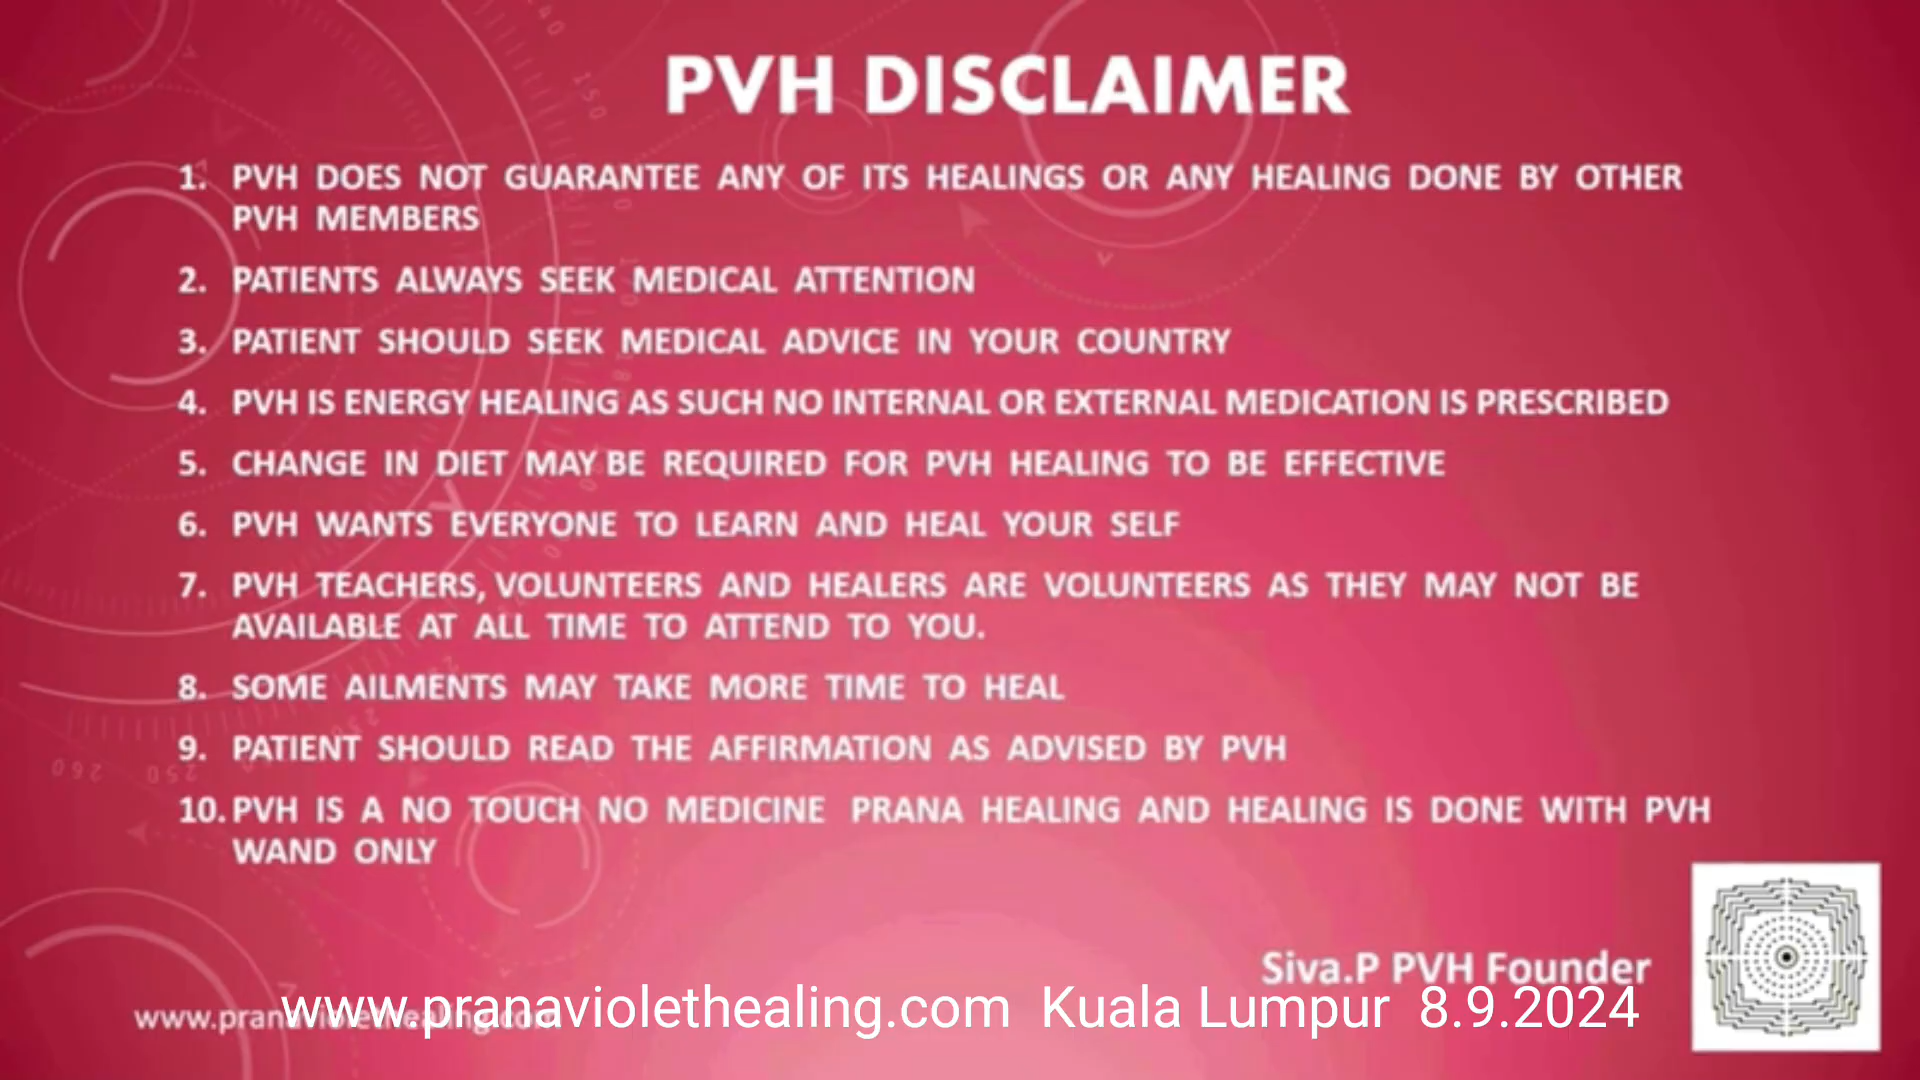 PVH DISCLAIMER
1. PVH DOES NOT GUARANTEE ANY OF ITS HEALINGS OR ANY HEALING DONE BY OTHER
PVH MEMBERS
2. PATIENTS ALWAYS SEEK MEDICAL ATTENTION
3. PATIENT SHOULD SEEK MEDICAL ADVICE IN YOUR COUNTRY
4. PVH IS ENERGY HEALING AS SUCH NO INTERNAL OR EXTERNAL MEDICATION IS PRESCRIBED
5. CHANGE IN DIET MAY BE REQUIRED FOR PVH HEALING TO BE EFFECTIVE
6. PVH WANTS EVERYONE TO LEARN AND HEAL YOUR SELF
7. PVH TEACHERS, VOLUNTEERS AND HEALERS ARE VOLUNTEERS AS THEY MAY NOT BE
AVAILABLE AT ALL TIME TO ATTEND TO YOU.
8. SOME AILMENTS MAY TAKE MORE TIME TO HEAL
9. PATIENT SHOULD READ THE AFFIRMATION AS ADVISED BY PVH
10. PVH IS A NO TOUCH NO MEDICINE PRANA HEALING AND HEALING IS DONE WITH PVH
WAND ONLY
Siva.P PVH Founder
www.pranaviolethealing.com
www.pranaviolethealing.com Kuala Lumpur 8.9.2024